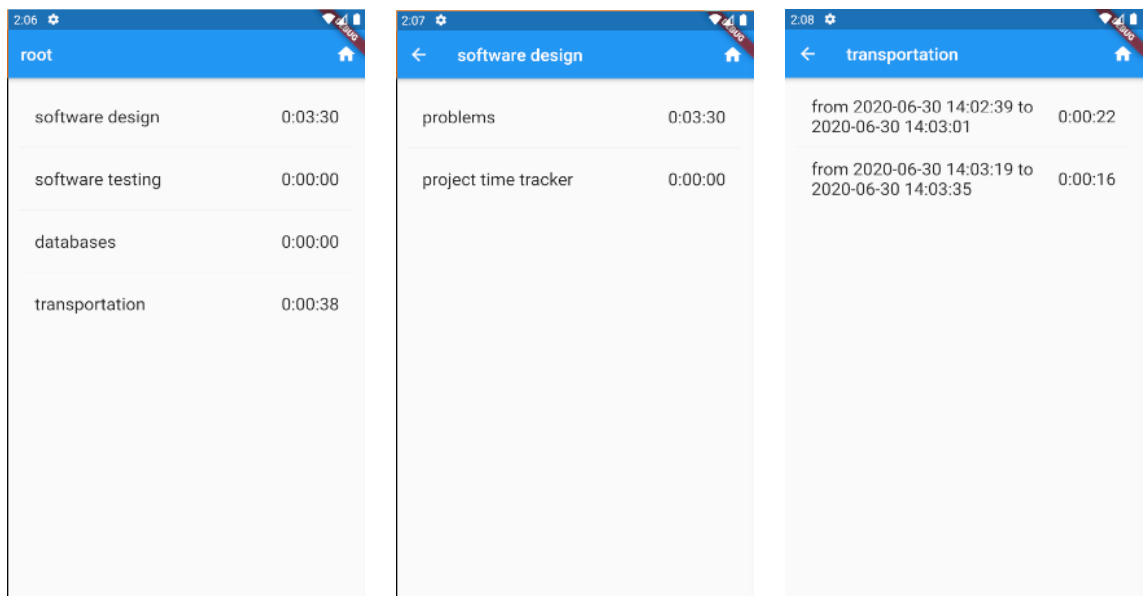 2:06
DEBUG
root
software design 0:03:30
software testing 0:00:00
databases 0:00:00
transportation 0:00:38
2:07
DEBUG
software design
problems 0:03:30
project time tracker 0:00:00
2:08
DEBUG
transportation
from 2020-06-30 14:02:39 to
2020-06-30 14:03:01 0:00:22
from 2020-06-30 14:03:19 to
2020-06-30 14:03:35 0:00:16